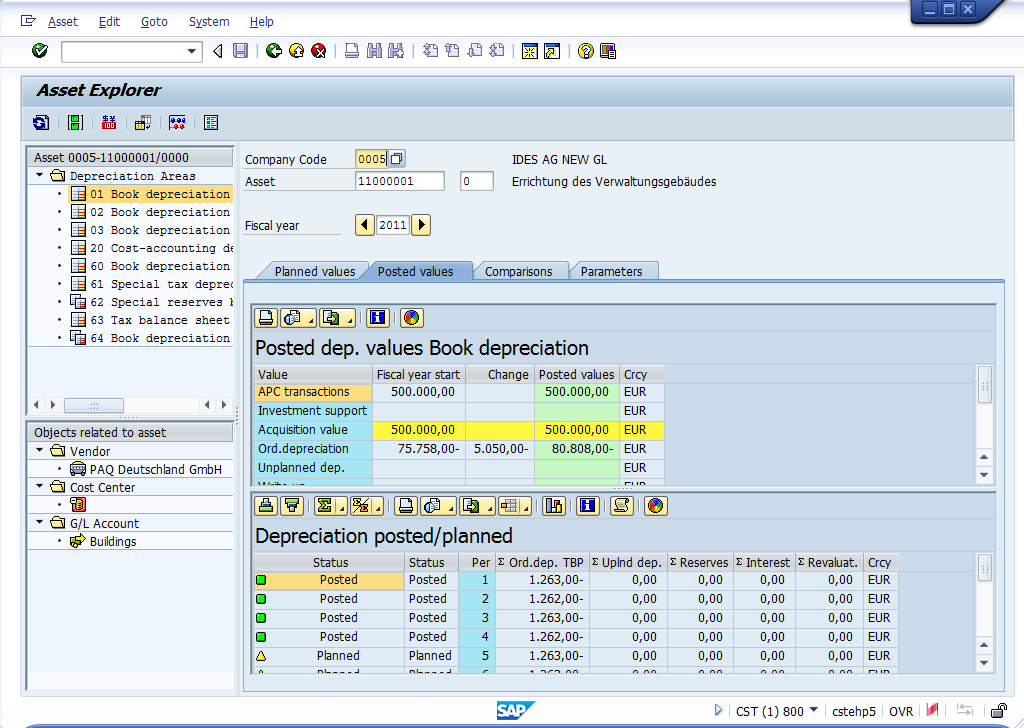 Asset Edit Goto System Help
Asset Explorer
Asset 0005-11000001/0000
Depreciation Areas
01 Book depreciation
02 Book depreciation
03 Book depreciation
20 Cost-accounting de
60 Book depreciation
61 Special tax deprec
62 Special reserves b
63 Tax balance sheet
64 Book depreciation
Objects related to asset
Vendor
PAQ Deutschland GmbH
Cost Center
G/L Account
Buildings
Company Code 0005 IDES AG NEW GL
Asset 11000001 0 Errichtung des Verwaltungsgebäudes
Fiscal year 2011
Planned values Posted values Comparisons Parameters
Posted dep. values Book depreciation
Value Fiscal year start Change Posted values Crcy
APC transactions 500.000,00 500.000,00 EUR
Investment support EUR
Acquisition value 500.000,00 500.000,00 EUR
Ord.depreciation 75.758,00- 5.050,00- 80.808,00- EUR
Unplanned dep. EUR
Depreciation posted/planned
Status Status Per Σ Ord.dep. TBP Σ Uplnd dep. Σ Reserves Σ Interest Σ Revaluat. Crcy
Posted Posted 1 1.263,00- 0,00 0,00 0,00 0,00 EUR
Posted Posted 2 1.262,00- 0,00 0,00 0,00 0,00 EUR
Posted Posted 3 1.263,00- 0,00 0,00 0,00 0,00 EUR
Posted Posted 4 1.262,00- 0,00 0,00 0,00 0,00 EUR
Planned Planned 5 1.263,00- 0,00 0,00 0,00 0,00 EUR
SAP CST (1) 800 cstehp5 OVR